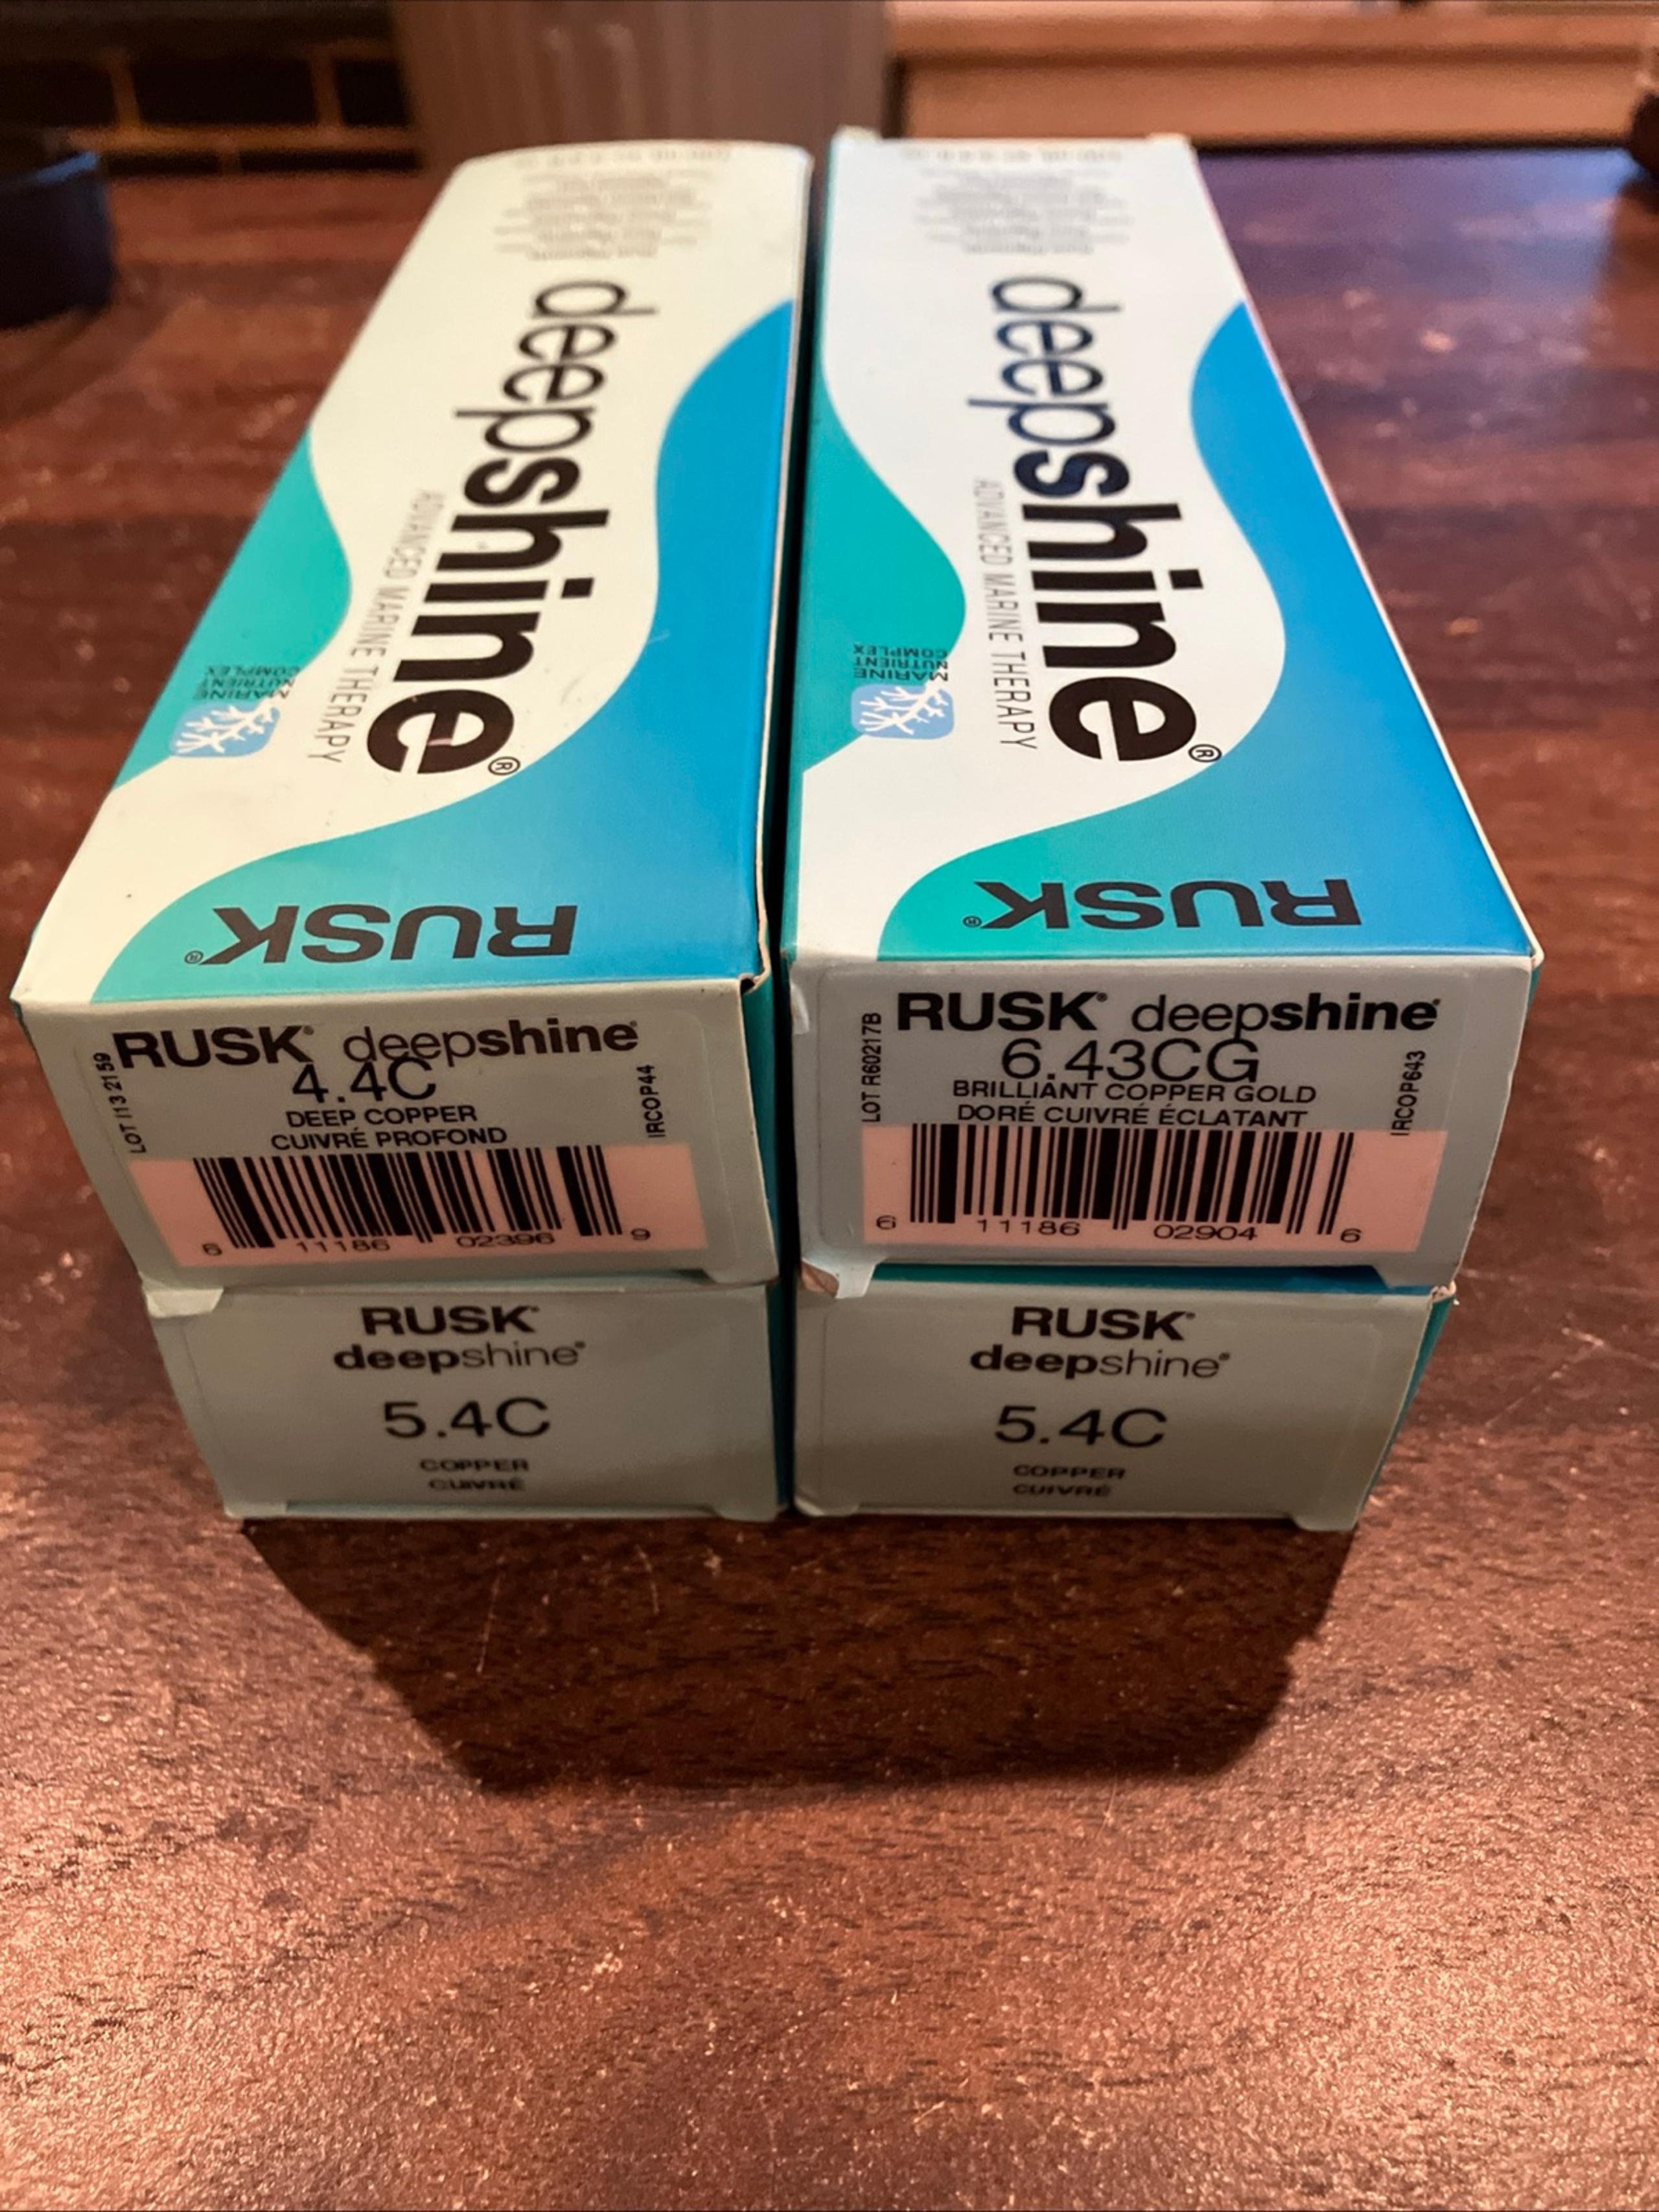 deepshine®
ADVANCED MARINE THERAPY
MARINE
NUTRIENT
COMPLEX
RUSK®
RUSK® deepshine®
4.4C
DEEP COPPER
CUIVRÉ PROFOND
LOT I132159
IRCOP44
6 11186 02396 9
RUSK®
deepshine®
5.4C
COPPER
CUIVRÉ
deepshine®
ADVANCED MARINE THERAPY
MARINE
NUTRIENT
COMPLEX
RUSK®
RUSK® deepshine®
6.43CG
BRILLIANT COPPER GOLD
DORÉ CUIVRÉ ÉCLATANT
LOT R60217B
IRCOP643
6 11186 02904 6
RUSK®
deepshine®
5.4C
COPPER
CUIVRÉ